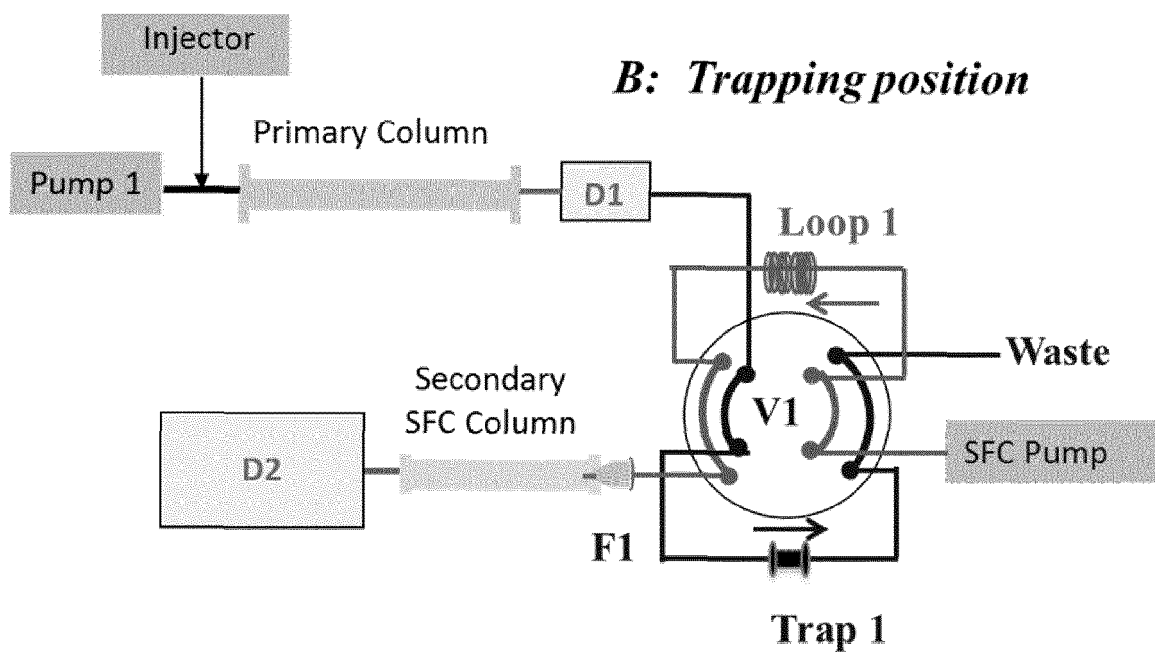 Injector
B: Trapping position
Primary Column
Pump 1
D1
Loop 1
Waste
Secondary
SFC Column
V1
D2
SFC Pump
F1
Trap 1